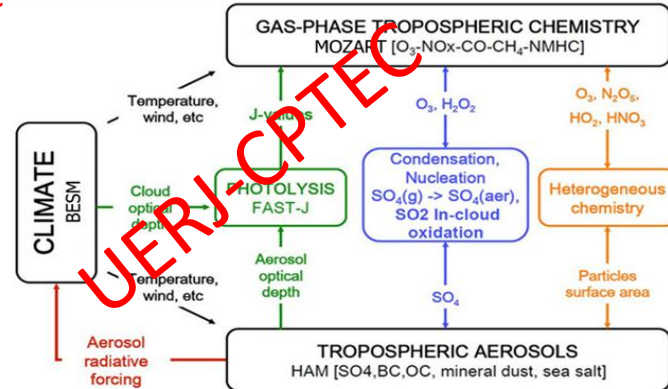 GAS-PHASE TROPOSPHERIC CHEMISTRY
MOZART [O₃-NOx-CO-CH₄-NMHC]
Temperature,
wind, etc
J-values
O₃, H₂O₂
O₃, N₂O₅,
HO₂, HNO₃
CLIMATE
BESM
Cloud
optical
depth
PHOTOLYSIS
FAST-J
Condensation,
Nucleation
SO₄(g) -> SO₄(aer),
SO2 In-cloud
oxidation
Heterogeneous
chemistry
UERJ-CPTEC
Temperature,
wind, etc
Aerosol
optical
depth
SO₄
Particles
surface area
Aerosol
radiative
forcing
TROPOSPHERIC AEROSOLS
HAM [SO4,BC,OC, mineral dust, sea salt]